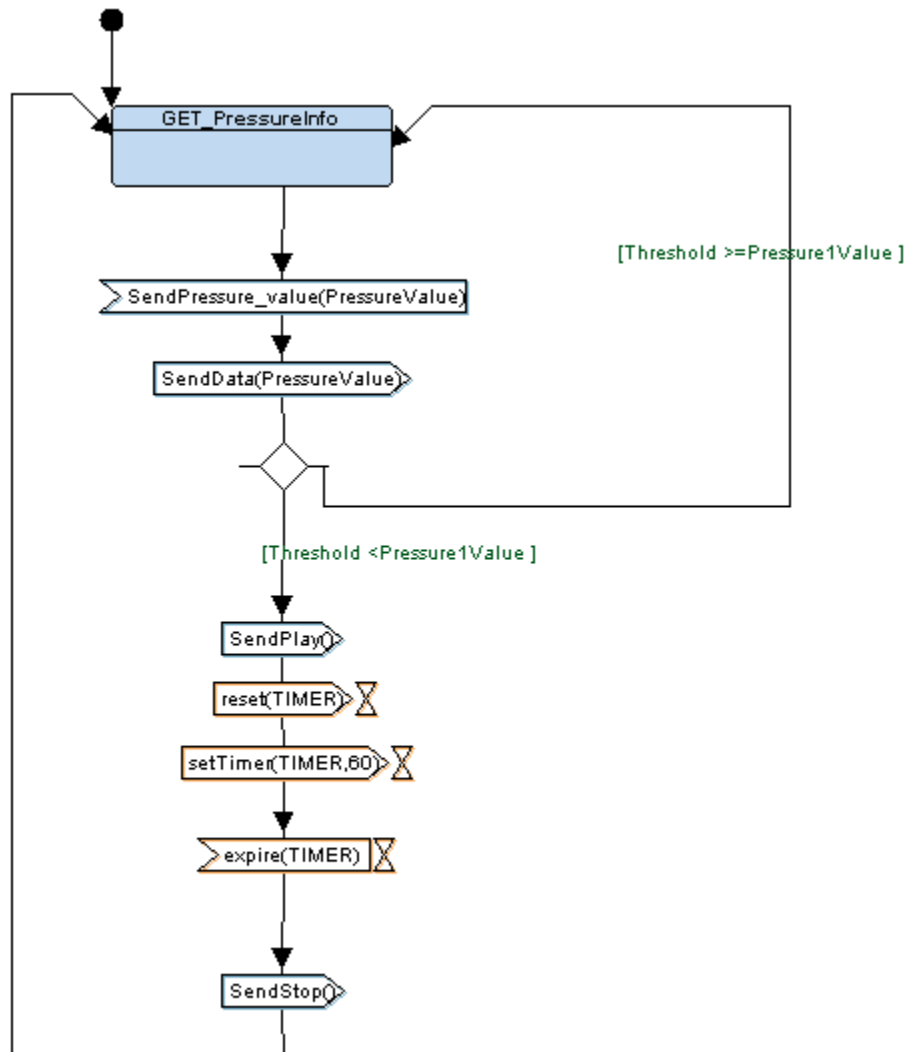 GET_PressureInfo
[Threshold >=Pressure1Value ]
SendPressure_value(PressureValue)
SendData(PressureValue)
[Threshold <Pressure1Value ]
SendPlay()
reset(TIMER)
setTimer(TIMER,60)
expire(TIMER)
SendStop()